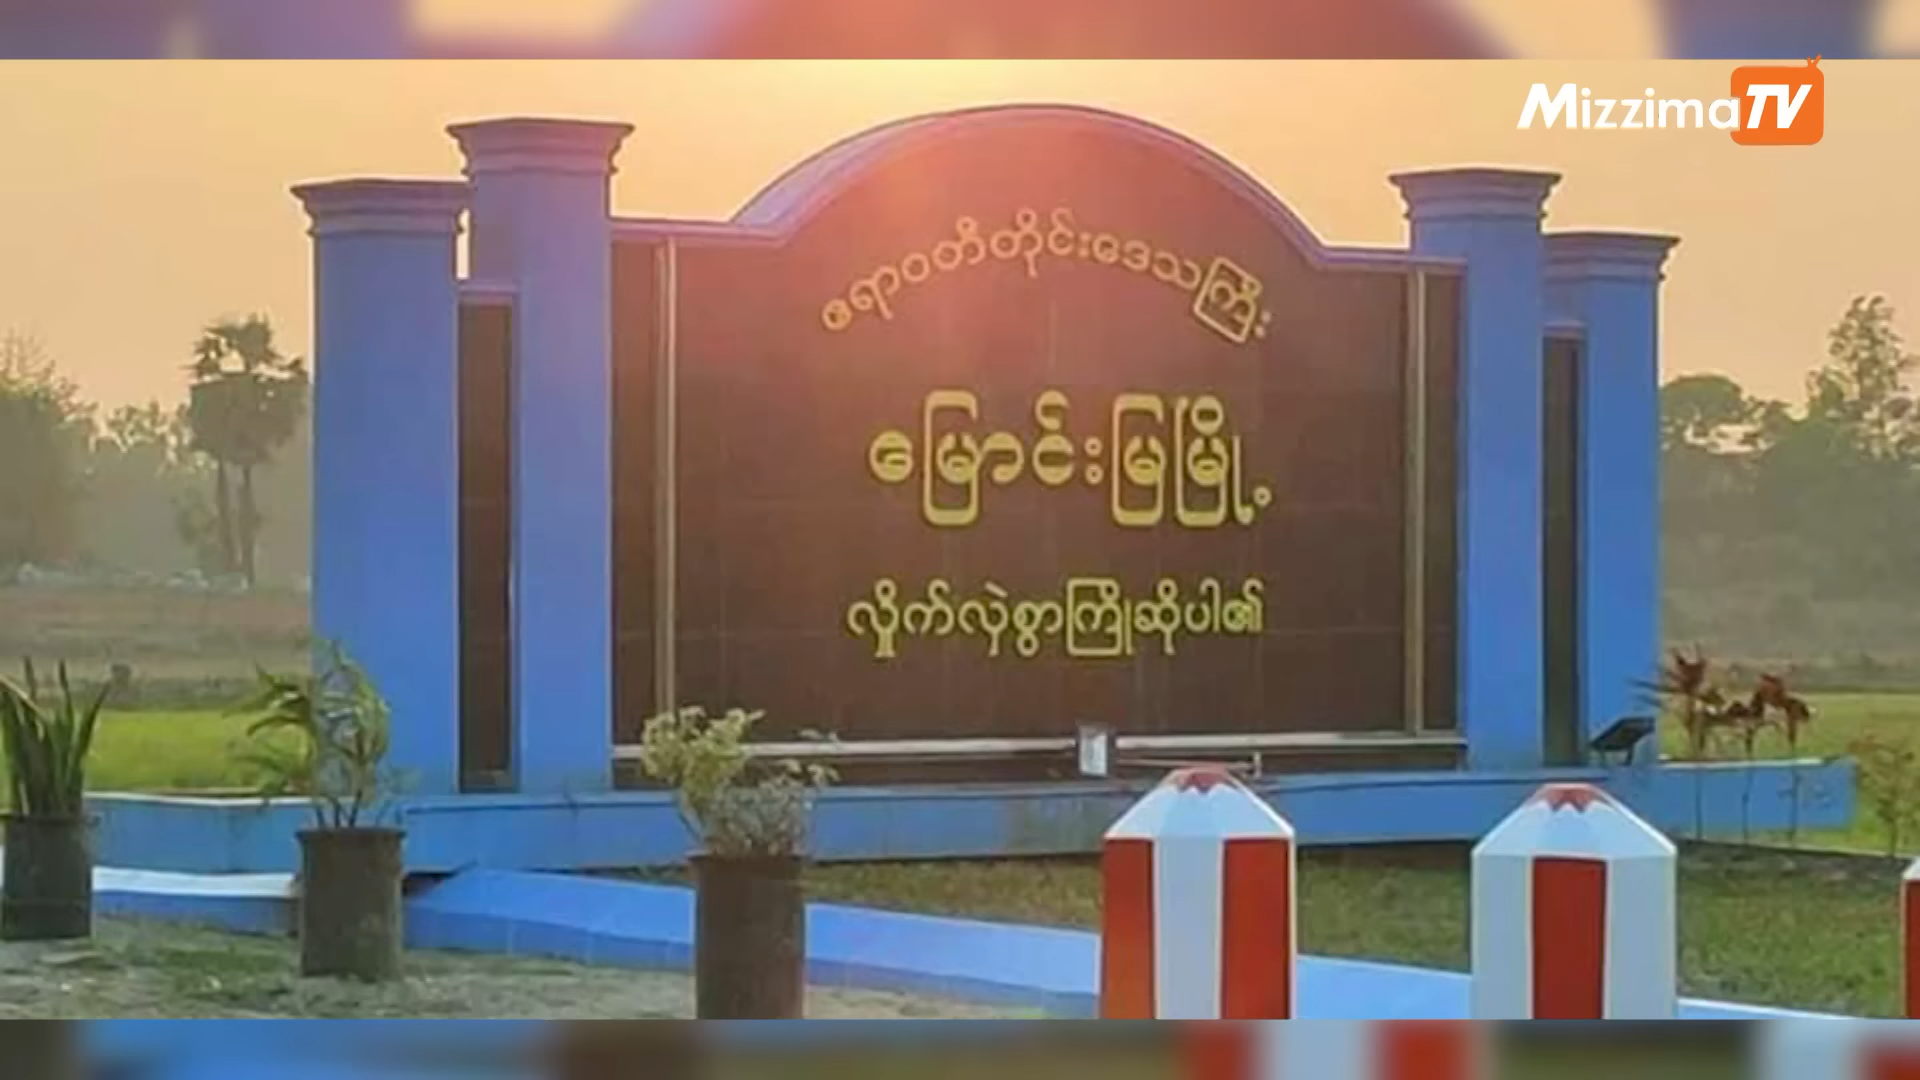 MizzimaTV
ဧရာဝတီတိုင်းဒေသကြီး
မြောင်းမြမြို့
လှိုက်လှဲစွာကြိုဆိုပါ၏